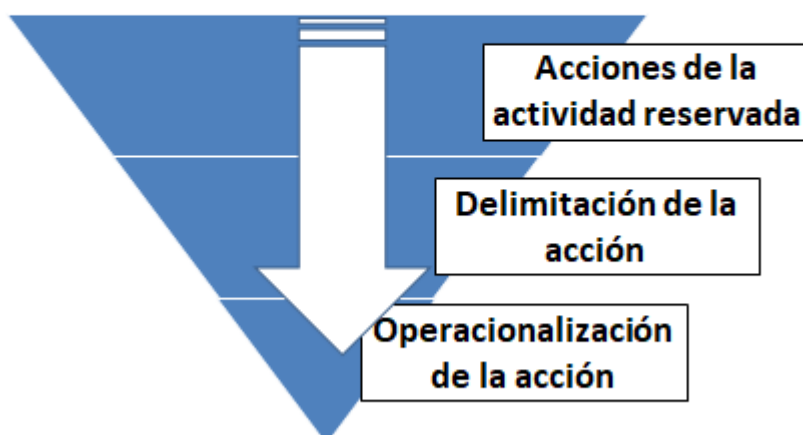 Acciones de la
actividad reservada
Delimitación de la
acción
Operacionalización
de la acción